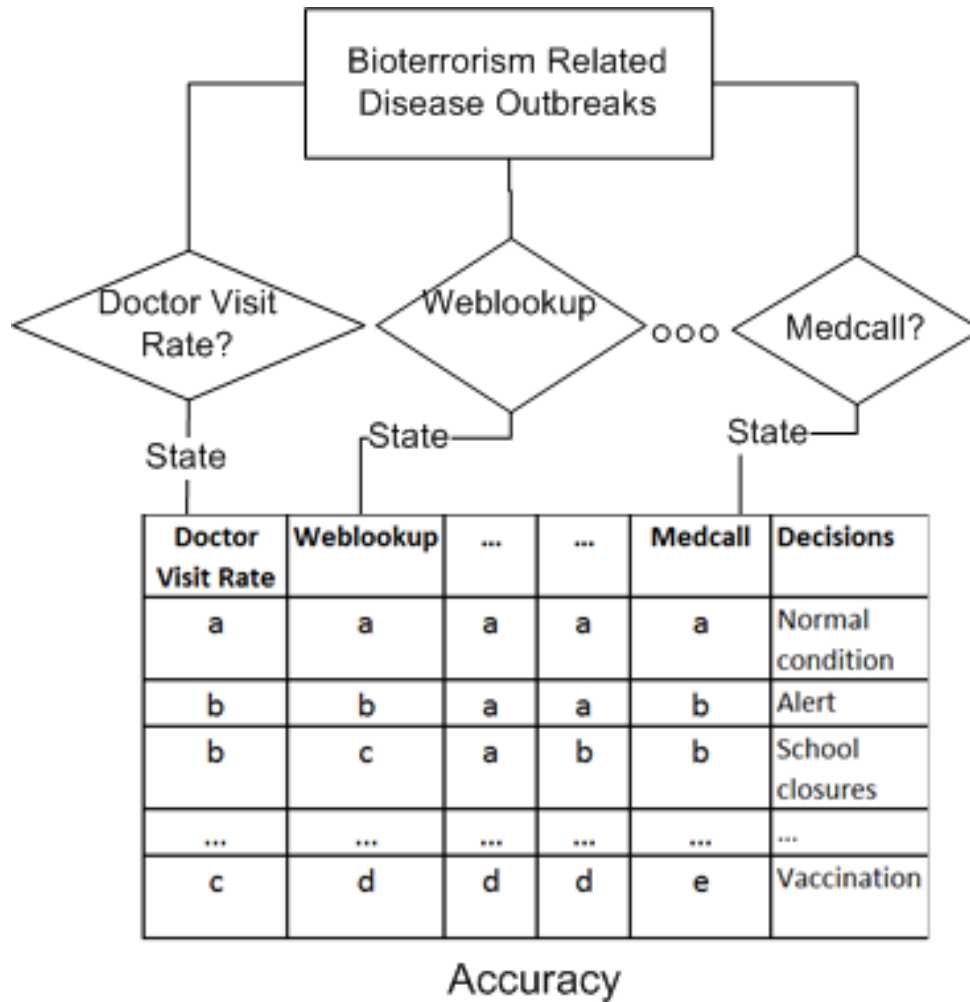 Bioterrorism Related
Disease Outbreaks
Doctor Visit
Rate?
Weblookup
Medcall?
State
State
State
Doctor Visit Rate Weblookup ... ... Medcall Decisions
a a a a a Normal condition
b b a a b Alert
b c a b b School closures
... ... ... ... ... ...
c d d d e Vaccination
Accuracy